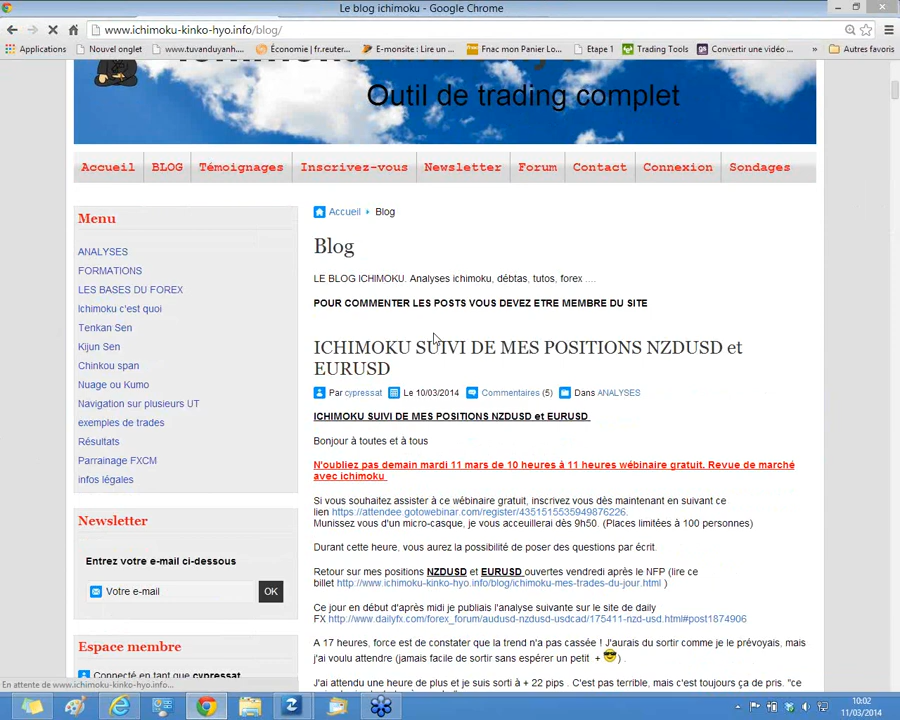 Le blog ichimoku - Google Chrome
www.ichimoku-kinko-hyo.info/blog/
Applications Nouvel onglet www.tuvanduyanh.... Économie | fr.reuter... E-monsite : Lire un ... Fnac mon Panier Lo... Etape 1 Trading Tools Convertir une vidéo ... » Autres favoris
Outil de trading complet
Accueil BLOG Témoignages Inscrivez-vous Newsletter Forum Contact Connexion Sondages
Menu
ANALYSES
FORMATIONS
LES BASES DU FOREX
Ichimoku c'est quoi
Tenkan Sen
Kijun Sen
Chinkou span
Nuage ou Kumo
Navigation sur plusieurs UT
exemples de trades
Résultats
Parrainage FXCM
infos légales
Newsletter
Entrez votre e-mail ci-dessous
Votre e-mail OK
Espace membre
Connecté en tant que cypressat
Accueil Blog
Blog
LE BLOG ICHIMOKU. Analyses ichimoku, débtas, tutos, forex ....
POUR COMMENTER LES POSTS VOUS DEVEZ ETRE MEMBRE DU SITE
ICHIMOKU SUIVI DE MES POSITIONS NZDUSD et
EURUSD
Par cypressat Le 10/03/2014 Commentaires (5) Dans ANALYSES
ICHIMOKU SUIVI DE MES POSITIONS NZDUSD et EURUSD
Bonjour à toutes et à tous
N'oubliez pas demain mardi 11 mars de 10 heures à 11 heures wébinaire gratuit. Revue de marché
avec ichimoku
Si vous souhaitez assister à ce wébinaire gratuit, inscrivez vous dès maintenant en suivant ce
lien https://attendee.gotowebinar.com/register/4351515535949876226.
Munissez vous d'un micro-casque, je vous acceuillerai dès 9h50. (Places limitées à 100 personnes)
Durant cette heure, vous aurez la possibilité de poser des questions par écrit.
Retour sur mes positions NZDUSD et EURUSD ouvertes vendredi après le NFP (lire ce
billet http://www.ichimoku-kinko-hyo.info/blog/ichimoku-mes-trades-du-jour.html )
Ce jour en début d'après midi je publiais l'analyse suivante sur le site de daily
FX http://www.dailyfx.com/forex_forum/audusd-nzdusd-usdcad/175411-nzd-usd.html#post1874906
A 17 heures, force est de constater que la trend n'a pas cassée ! J'aurais du sortir comme je le prévoyais, mais
j'ai voulu attendre (jamais facile de sortir sans espérer un petit +) .
J'ai attendu une heure de plus et je suis sorti à + 22 pips . C'est pas terrible, mais c'est toujours ça de pris. "ce
En attente de www.ichimoku-kinko-hyo.info...
10:02
11/03/2014